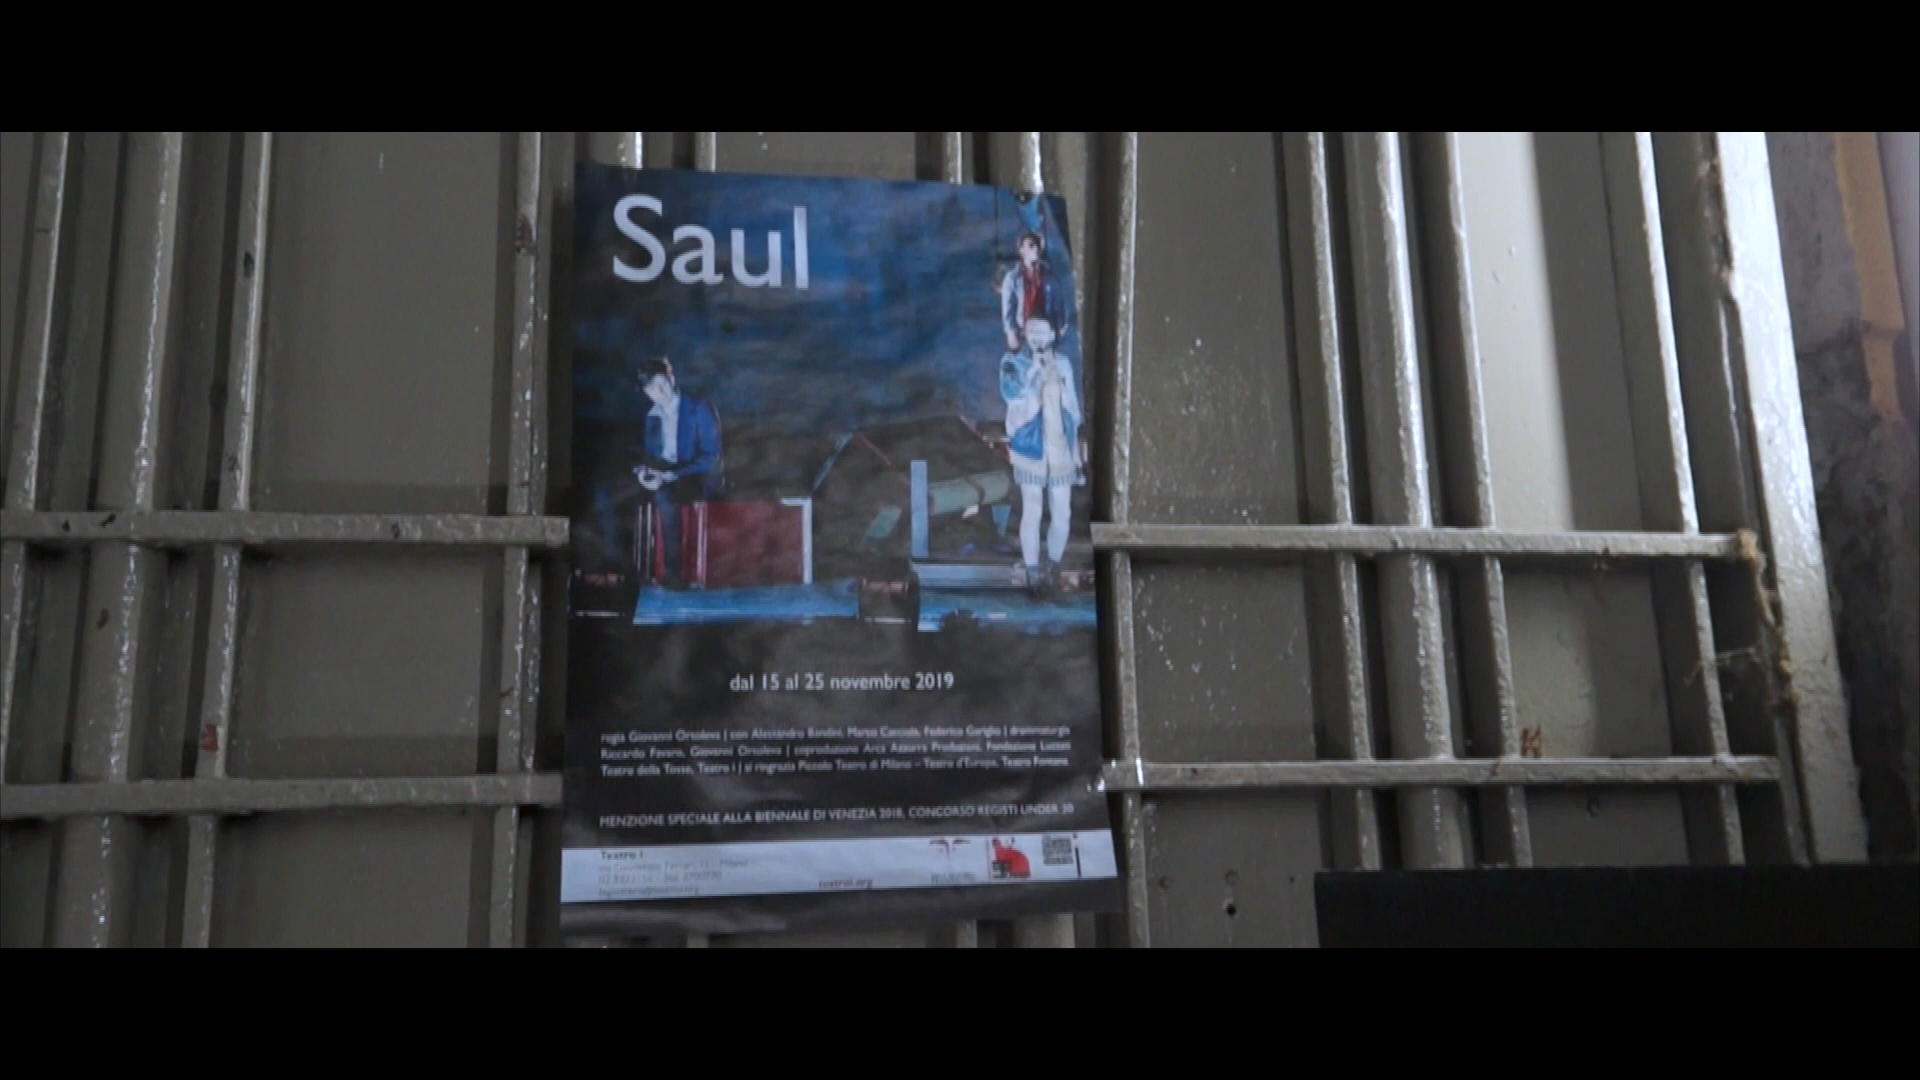 Saul
dal 15 al 25 novembre 2019
regia Giovanni Ortoleva | con Alessandro Bandini, Marco Cacciola, Federico Gariglio | drammaturgia
Riccardo Favaro, Giovanni Ortoleva | coproduzione Arca Azzurra Produzioni, Fondazione Luzzati
Teatro della Tosse, Teatro i | si ringrazia Piccolo Teatro di Milano – Teatro d'Europa, Teatro Fontana
MENZIONE SPECIALE ALLA BIENNALE DI VENEZIA 2018, CONCORSO REGISTI UNDER 30
Teatro i
teatroi.org